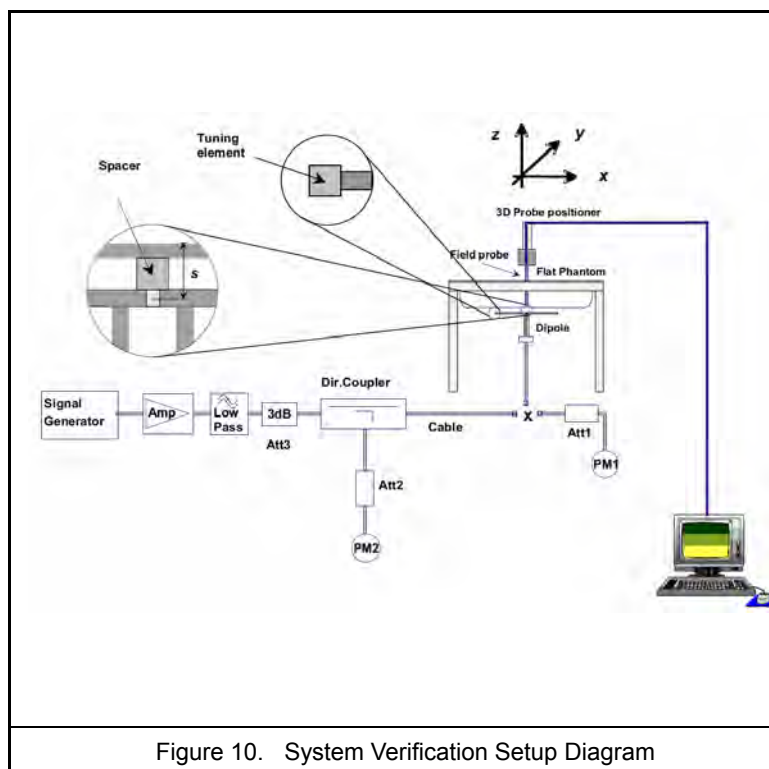 z
y
x
Tuning
element
Spacer
s
3D Probe positioner
Field probe
Flat Phantom
Dipole
Dir.Coupler
Signal
Generator
Amp
Low
Pass
3dB
Att3
Cable
x
Att1
PM1
Att2
PM2
Figure 10. System Verification Setup Diagram